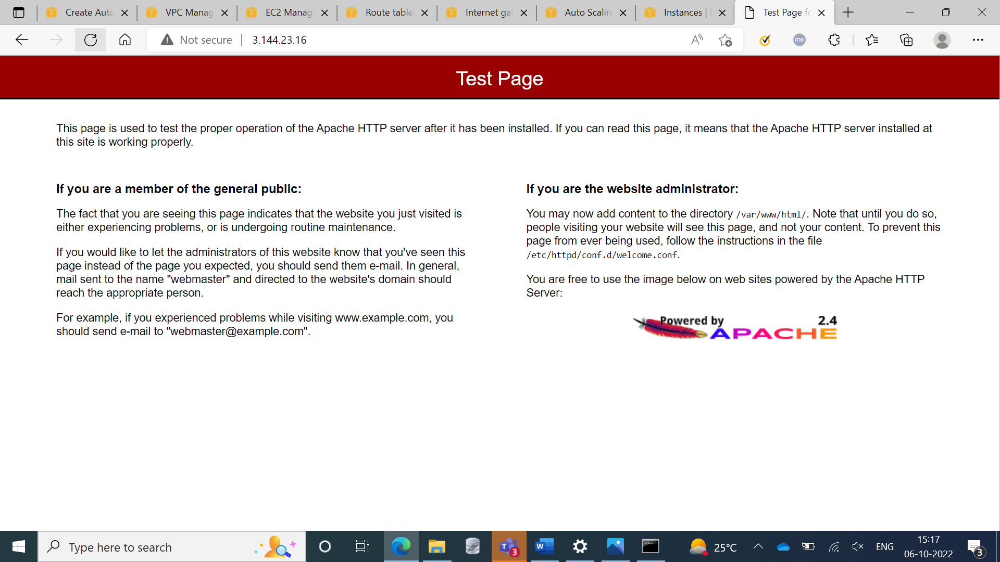 Create Auto
VPC Manag
EC2 Manag
Route table
Internet gat
Auto Scalin
Instances |
Test Page fo
Not secure
3.144.23.16
me
Test Page
This page is used to test the proper operation of the Apache HTTP server after it has been installed. If you can read this page, it means that the Apache HTTP server installed at
this site is working properly.
If you are a member of the general public:
The fact that you are seeing this page indicates that the website you just visited is
either experiencing problems, or is undergoing routine maintenance.
If you would like to let the administrators of this website know that you've seen this
page instead of the page you expected, you should send them e-mail. In general,
mail sent to the name "webmaster" and directed to the website's domain should
reach the appropriate person.
For example, if you experienced problems while visiting www.example.com, you
should send e-mail to "webmaster@example.com".
If you are the website administrator:
You may now add content to the directory /var/www/html/. Note that until you do so,
people visiting your website will see this page, and not your content. To prevent this
page from ever being used, follow the instructions in the file
/etc/httpd/conf.d/welcome.conf.
You are free to use the image below on web sites powered by the Apache HTTP
Server:
Powered by 2.4
APACHE
Type here to search
T 3
W
25°C
ENG
15:17
06-10-2022
3